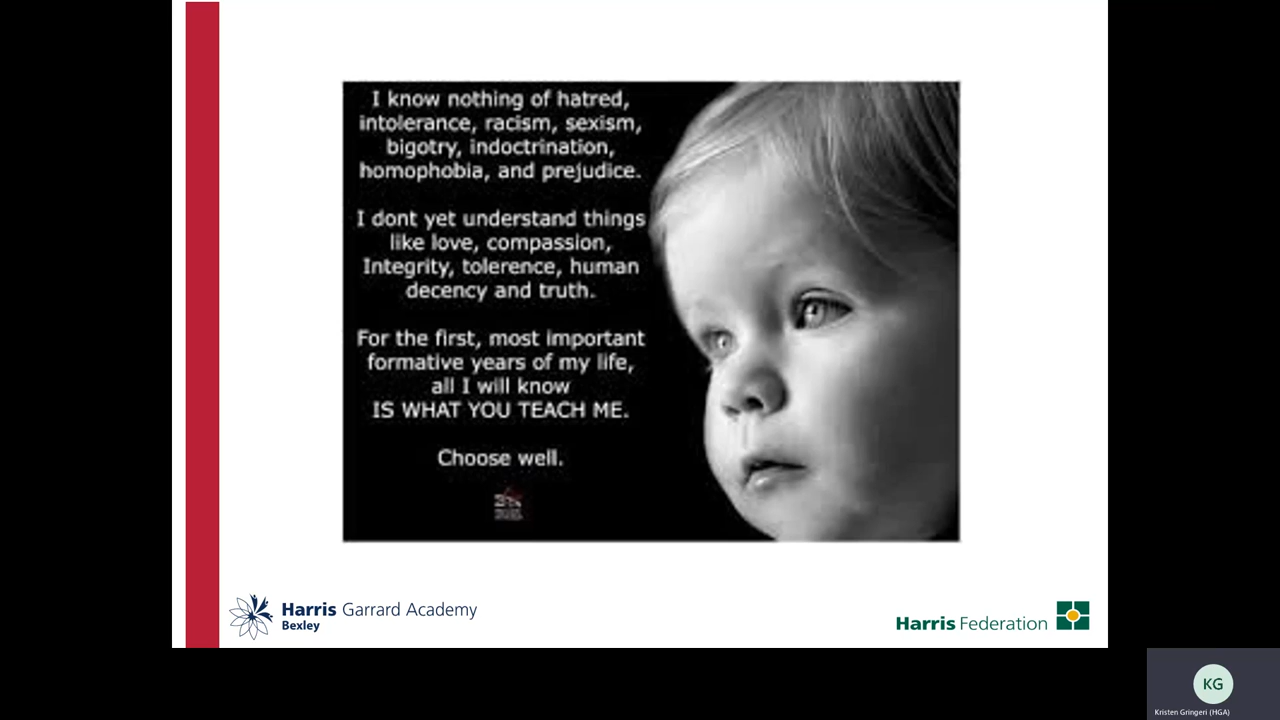 I know nothing of hatred,
intolerance, racism, sexism,
bigotry, indoctrination,
homophobia, and prejudice.
I dont yet understand things
like love, compassion,
Integrity, tolerence, human
decency and truth.
For the first, most important
formative years of my life,
all I will know
IS WHAT YOU TEACH ME.
Choose well.
Harris Garrard Academy
Bexley
Harris Federation
KG
Kristen Gringeri (HGA)